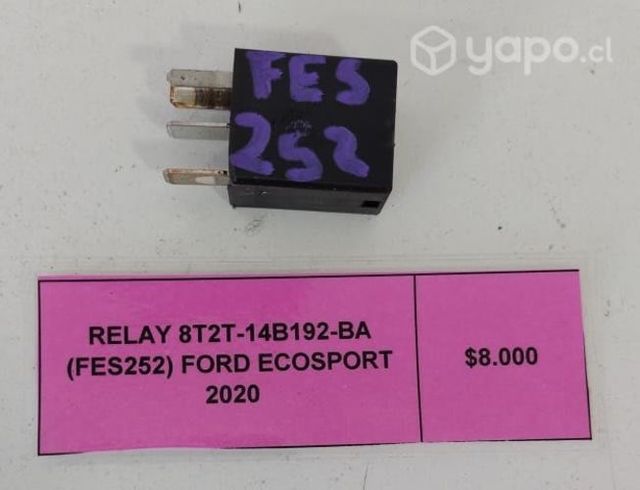 yapo.cl
FES
252
RELAY 8T2T-14B192-BA
(FES252) FORD ECOSPORT
2020
$8.000